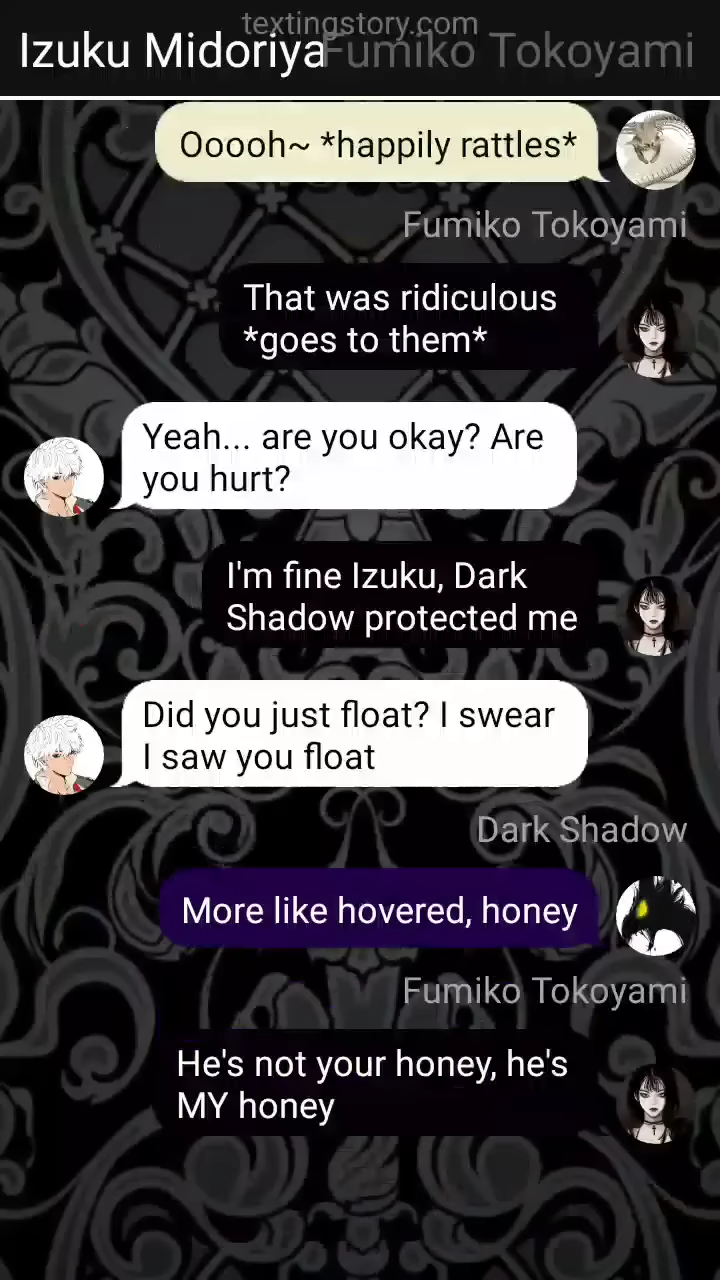 textingstory.com
Izuku Midoriya Fumiko Tokoyami
Ooooh~ *happily rattles*
Fumiko Tokoyami
That was ridiculous
*goes to them*
Yeah... are you okay? Are
you hurt?
I'm fine Izuku, Dark
Shadow protected me
Did you just float? I swear
I saw you float
Dark Shadow
More like hovered, honey
Fumiko Tokoyami
He's not your honey, he's
MY honey